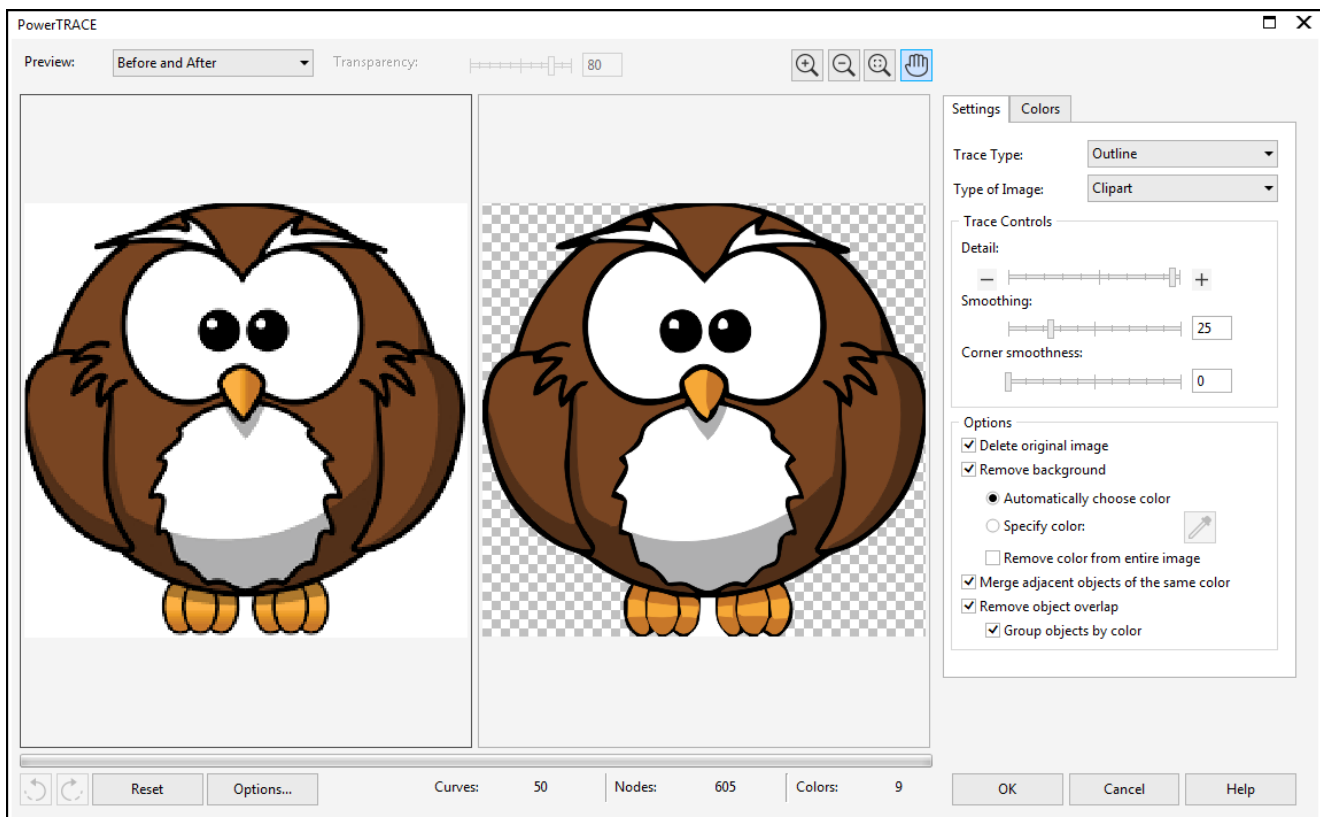 PowerTRACE
Preview: Before and After Transparency: 80
Settings Colors
Trace Type: Outline
Type of Image: Clipart
Trace Controls
Detail:
Smoothing:
25
Corner smoothness:
0
Options
Delete original image
Remove background
Automatically choose color
Specify color:
Remove color from entire image
Merge adjacent objects of the same color
Remove object overlap
Group objects by color
Reset Options... Curves: 50 Nodes: 605 Colors: 9 OK Cancel Help